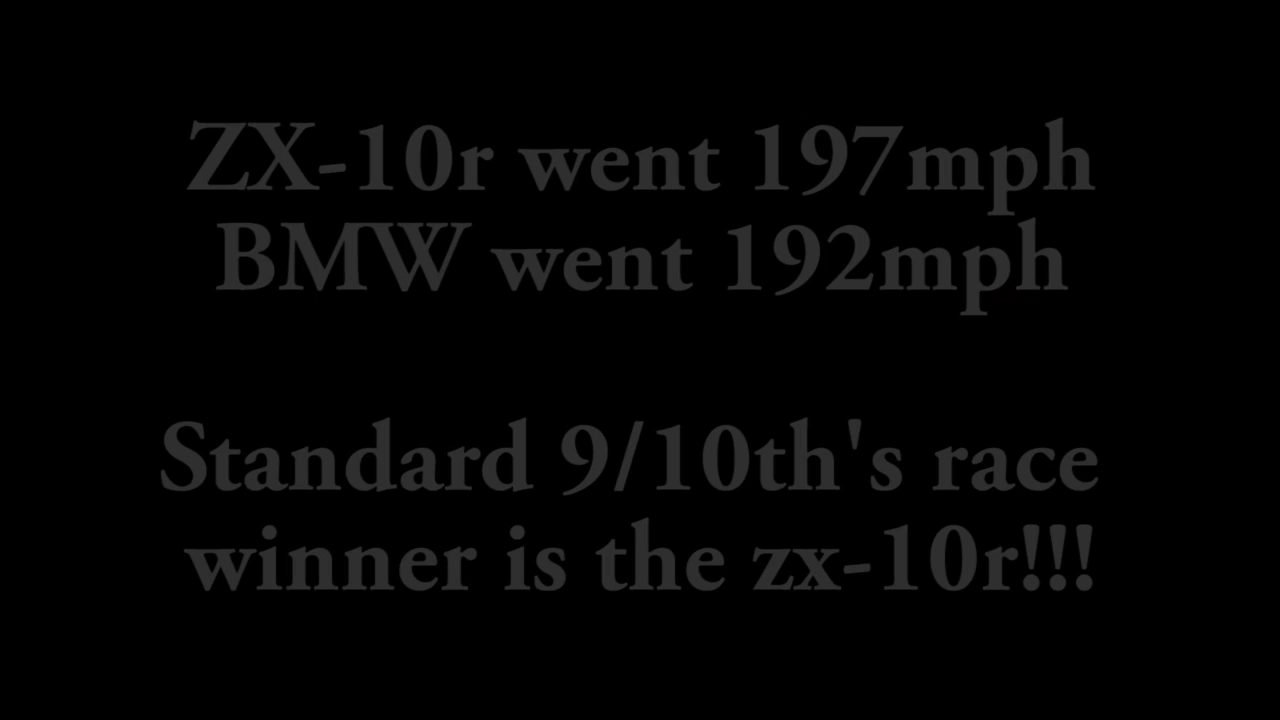 ZX-10r went 197mph
BMW went 192mph
Standard 9/10th's race
winner is the zx-10r!!!